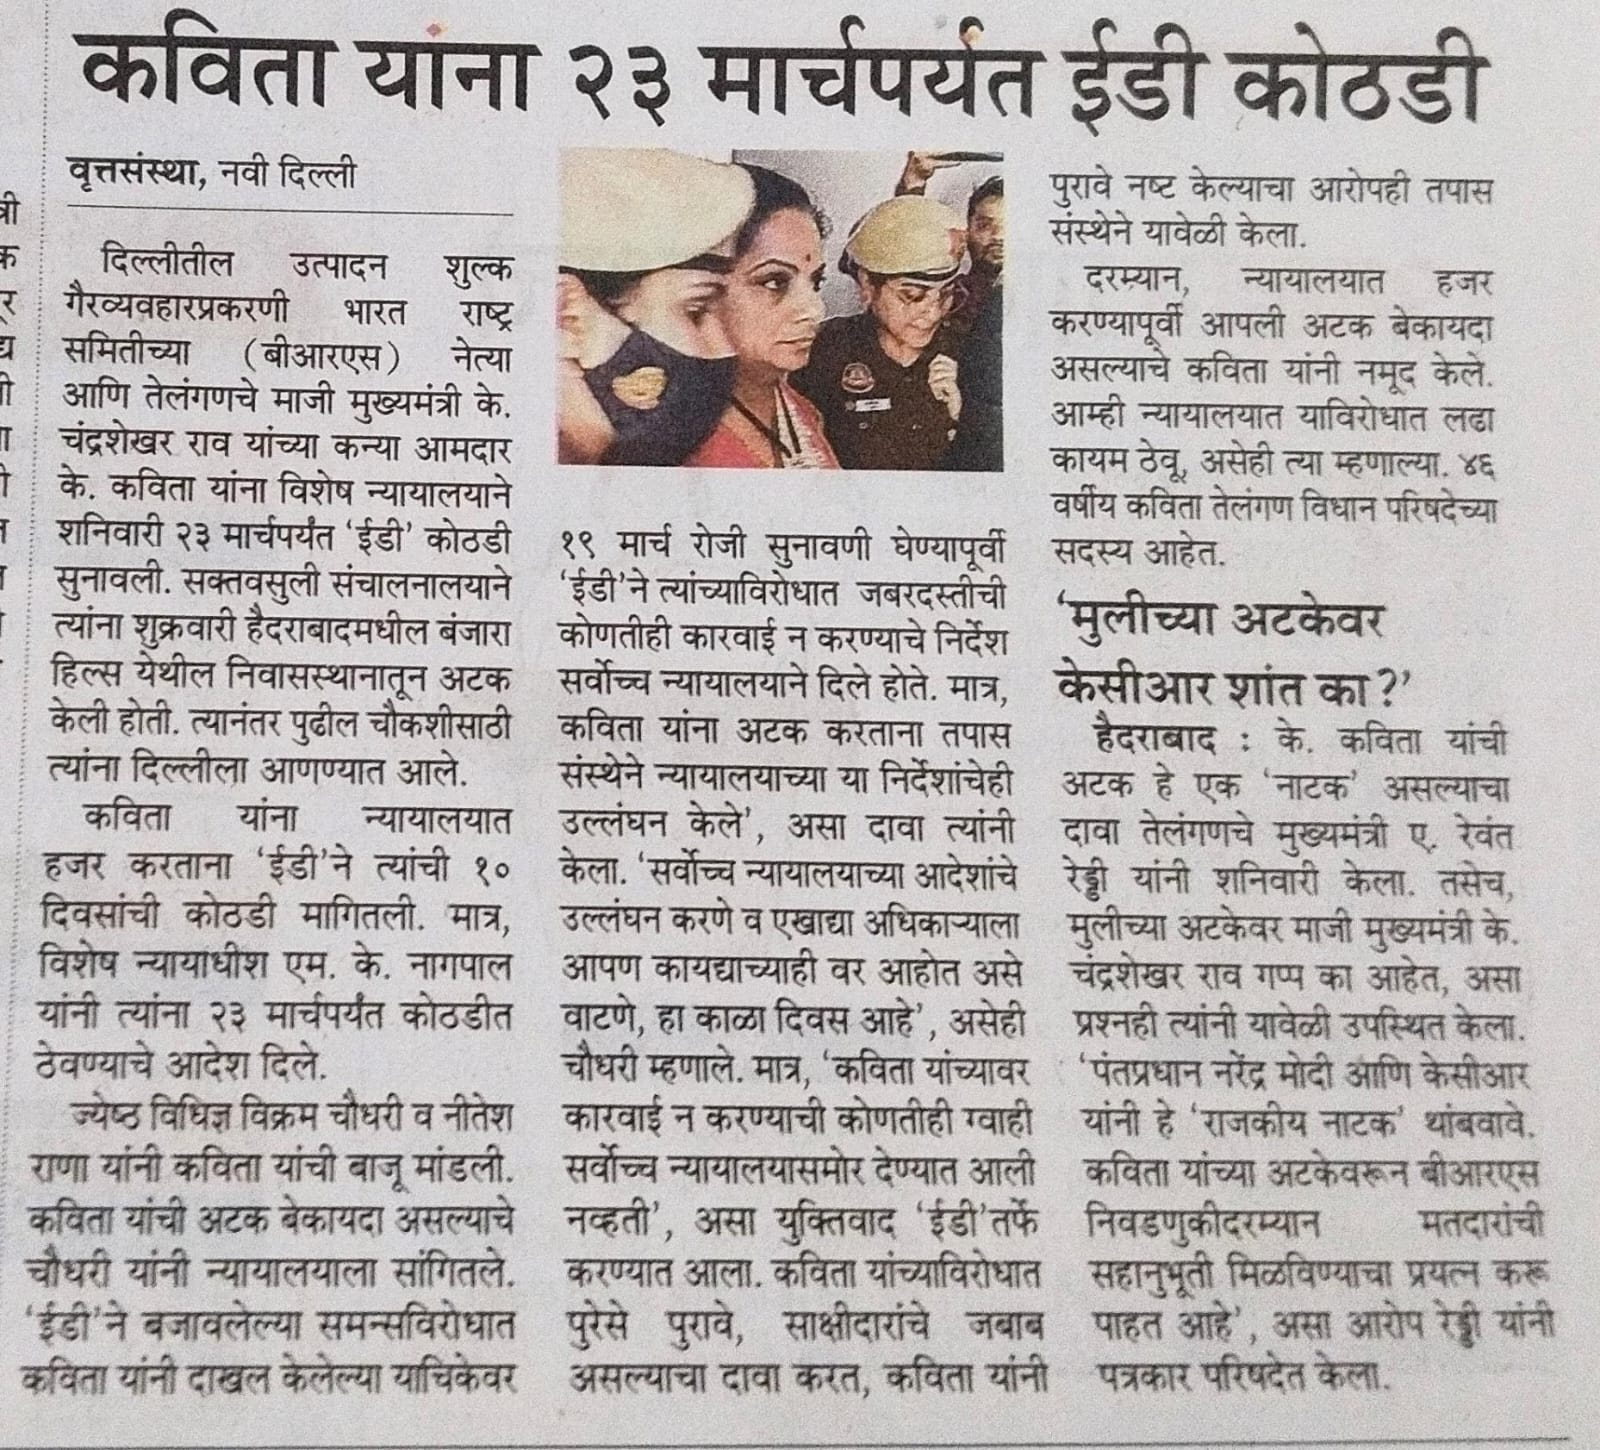 कविता यांना २३ मार्चपर्यंत ईडी कोठडी
वृत्तसंस्था, नवी दिल्ली
दिल्लीतील उत्पादन शुल्क
गैरव्यवहारप्रकरणी भारत राष्ट्र
समितीच्या (बीआरएस) नेत्या
आणि तेलंगणचे माजी मुख्यमंत्री के.
चंद्रशेखर राव यांच्या कन्या आमदार
के. कविता यांना विशेष न्यायालयाने
शनिवारी २३ मार्चपर्यंत ‘ईडी’ कोठडी
सुनावली. सक्तवसुली संचालनालयाने
त्यांना शुक्रवारी हैदराबादमधील बंजारा
हिल्स येथील निवासस्थानातून अटक
केली होती. त्यानंतर पुढील चौकशीसाठी
त्यांना दिल्लीला आणण्यात आले.
कविता यांना न्यायालयात
हजर करताना ‘ईडी’ने त्यांची १०
दिवसांची कोठडी मागितली. मात्र,
विशेष न्यायाधीश एम. के. नागपाल
यांनी त्यांना २३ मार्चपर्यंत कोठडीत
ठेवण्याचे आदेश दिले.
ज्येष्ठ विधिज्ञ विक्रम चौधरी व नीतेश
राणा यांनी कविता यांची बाजू मांडली.
कविता यांची अटक बेकायदा असल्याचे
चौधरी यांनी न्यायालयाला सांगितले.
‘ईडी’ने बजावलेल्या समन्सविरोधात
कविता यांनी दाखल केलेल्या याचिकेवर
१९ मार्च रोजी सुनावणी घेण्यापूर्वी
‘ईडी’ने त्यांच्याविरोधात जबरदस्तीची
कोणतीही कारवाई न करण्याचे निर्देश
सर्वोच्च न्यायालयाने दिले होते. मात्र,
कविता यांना अटक करताना तपास
संस्थेने न्यायालयाच्या या निर्देशांचेही
उल्लंघन केले’, असा दावा त्यांनी
केला. ‘सर्वोच्च न्यायालयाच्या आदेशांचे
उल्लंघन करणे व एखाद्या अधिकाऱ्याला
आपण कायद्याच्याही वर आहोत असे
वाटणे, हा काळा दिवस आहे’, असेही
चौधरी म्हणाले. मात्र, ‘कविता यांच्यावर
कारवाई न करण्याची कोणतीही ग्वाही
सर्वोच्च न्यायालयासमोर देण्यात आली
नव्हती’, असा युक्तिवाद ‘ईडी’तर्फे
करण्यात आला. कविता यांच्याविरोधात
पुरेसे पुरावे, साक्षीदारांचे जबाब
असल्याचा दावा करत, कविता यांनी
पुरावे नष्ट केल्याचा आरोपही तपास
संस्थेने यावेळी केला.
दरम्यान, न्यायालयात हजर
करण्यापूर्वी आपली अटक बेकायदा
असल्याचे कविता यांनी नमूद केले.
आम्ही न्यायालयात याविरोधात लढा
कायम ठेवू, असेही त्या म्हणाल्या. ४६
वर्षीय कविता तेलंगण विधान परिषदेच्या
सदस्य आहेत.
‘मुलीच्या अटकेवर
केसीआर शांत का?’
हैदराबाद : के. कविता यांची
अटक हे एक ‘नाटक’ असल्याचा
दावा तेलंगणचे मुख्यमंत्री ए. रेवंत
रेड्डी यांनी शनिवारी केला. तसेच,
मुलीच्या अटकेवर माजी मुख्यमंत्री के.
चंद्रशेखर राव गप्प का आहेत, असा
प्रश्नही त्यांनी यावेळी उपस्थित केला.
‘पंतप्रधान नरेंद्र मोदी आणि केसीआर
यांनी हे ‘राजकीय नाटक’ थांबवावे.
कविता यांच्या अटकेवरून बीआरएस
निवडणुकीदरम्यान मतदारांची
सहानुभूती मिळविण्याचा प्रयत्न करू
पाहत आहे’, असा आरोप रेड्डी यांनी
पत्रकार परिषदेत केला.